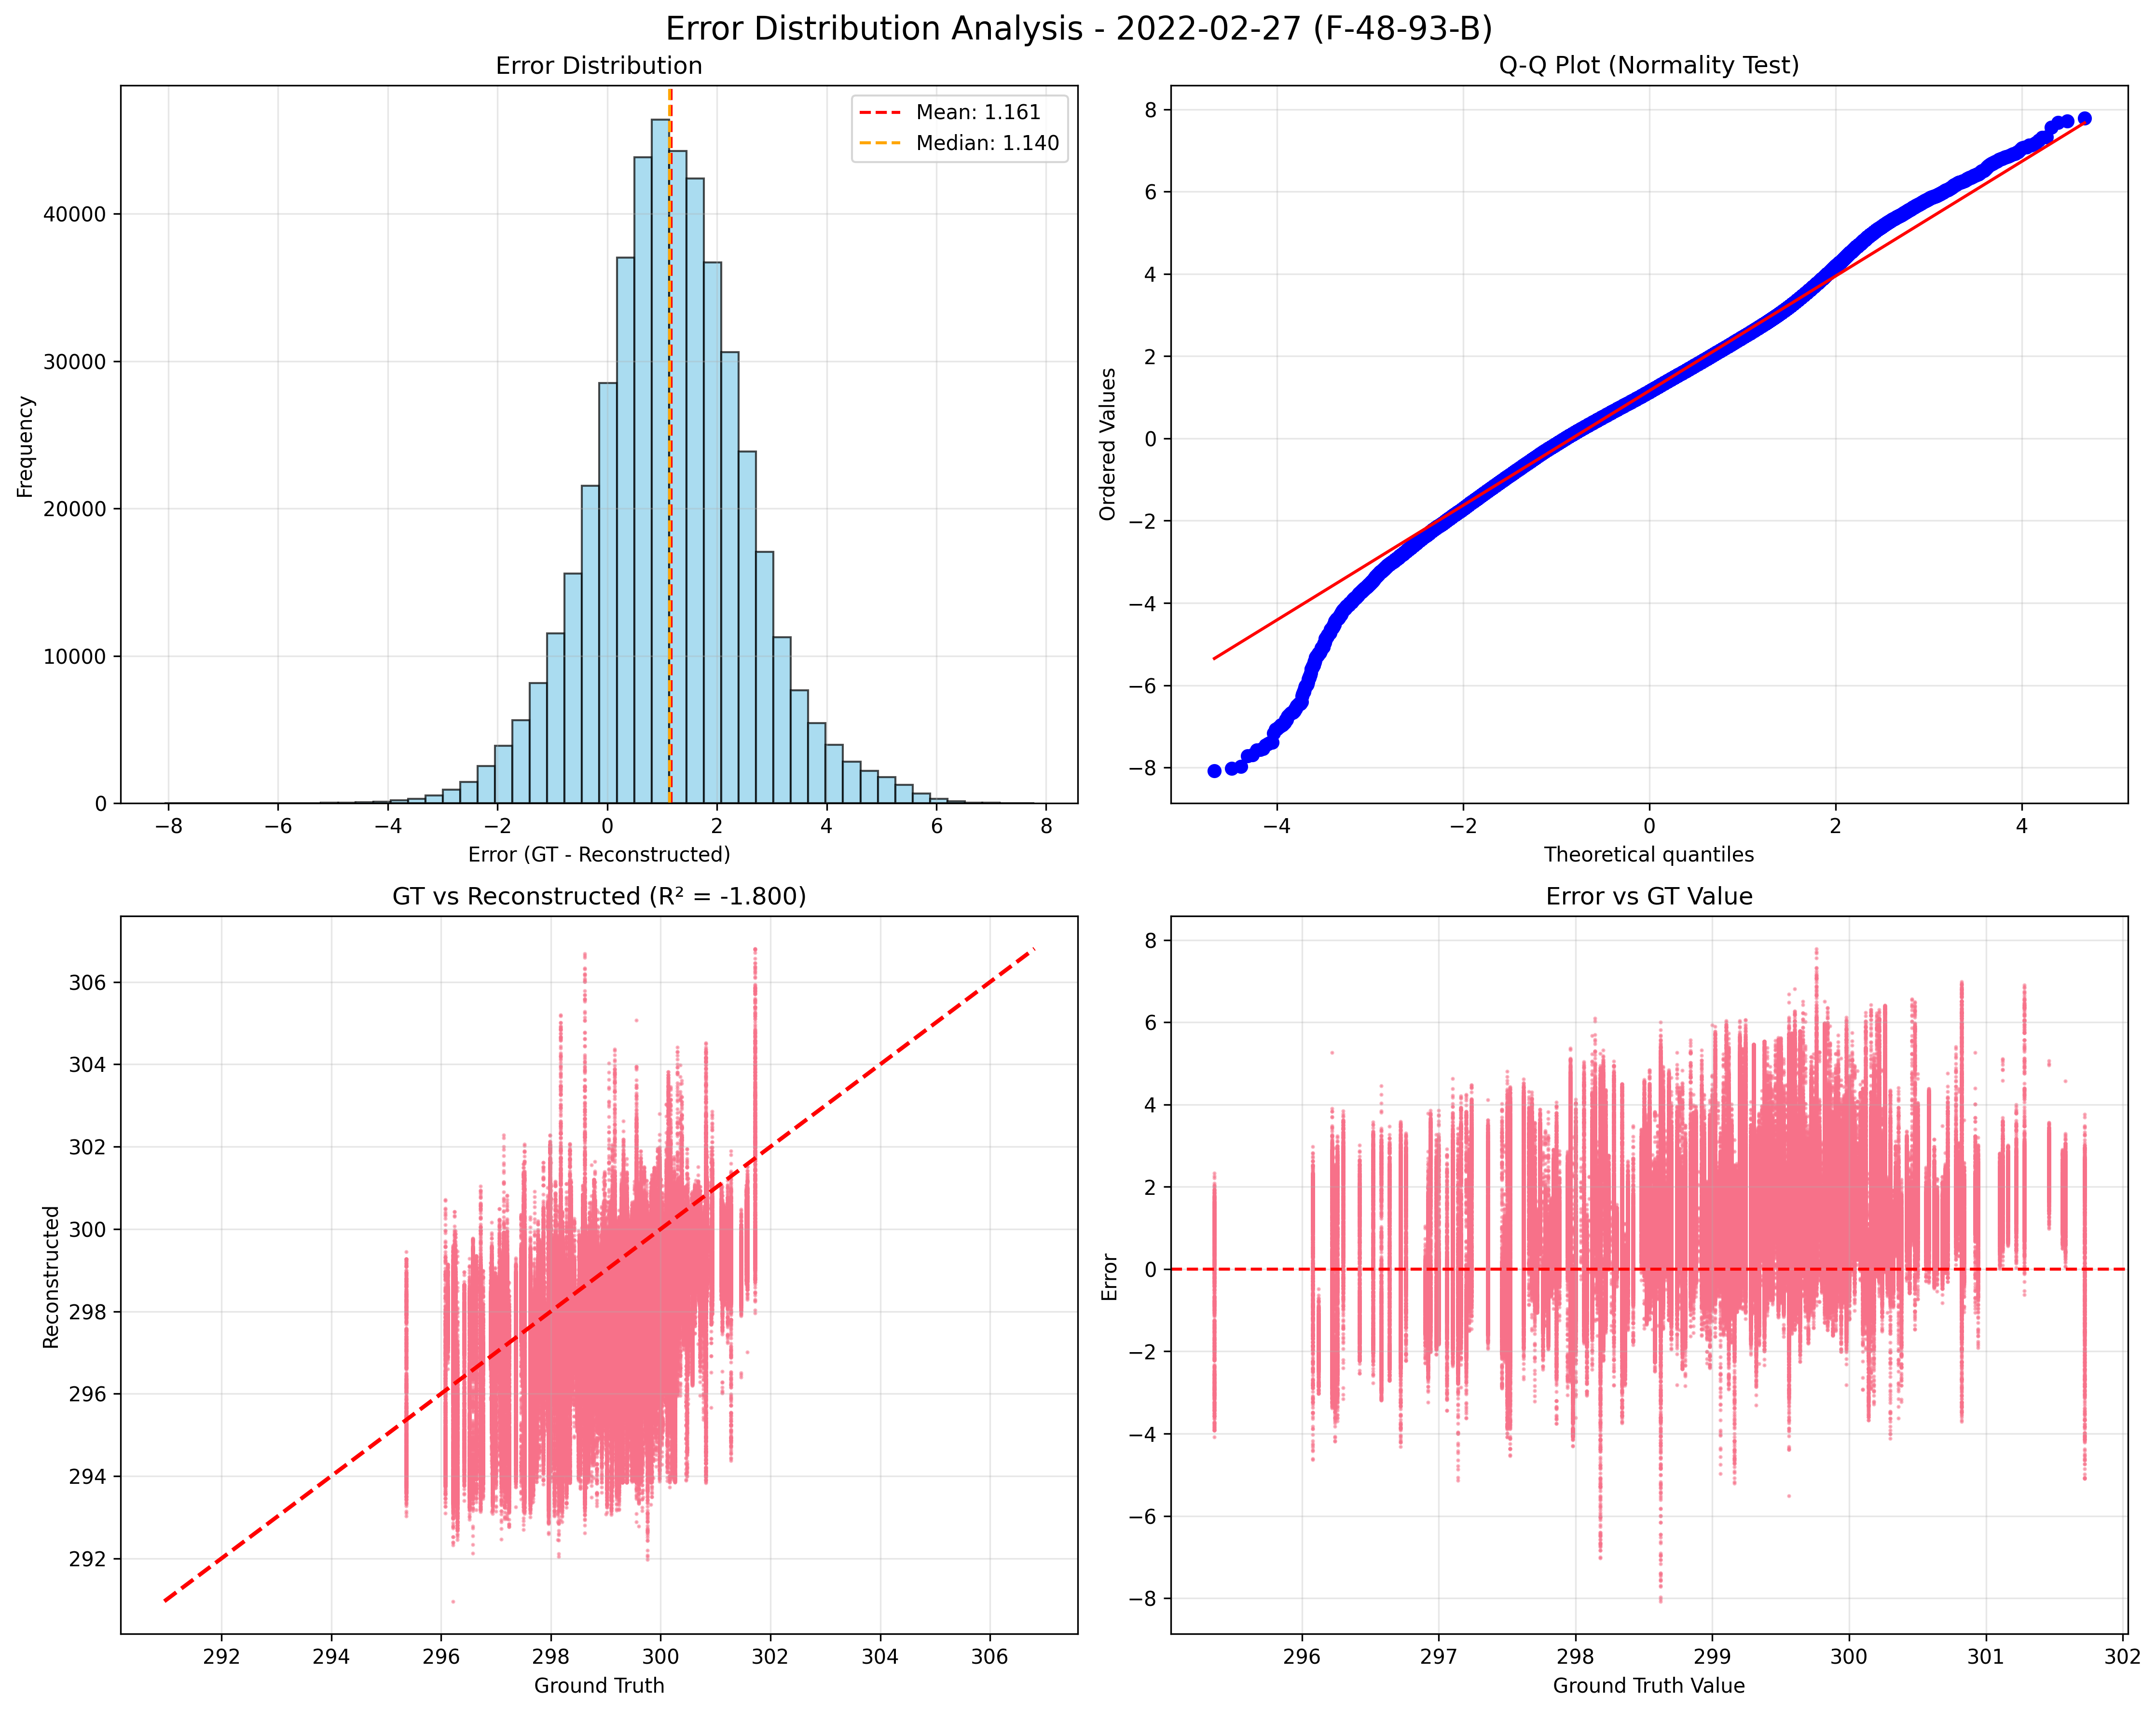 Error Distribution Analysis - 2022-02-27 (F-48-93-B)
Error Distribution
Mean: 1.161
Median: 1.140
Frequency
40000
30000
20000
10000
0
−8 −6 −4 −2 0 2 4 6 8
Error (GT - Reconstructed)
Q-Q Plot (Normality Test)
Ordered Values
8
6
4
2
0
−2
−4
−6
−8
−4 −2 0 2 4
Theoretical quantiles
GT vs Reconstructed (R² = -1.800)
Reconstructed
306
304
302
300
298
296
294
292
292 294 296 298 300 302 304 306
Ground Truth
Error vs GT Value
Error
8
6
4
2
0
−2
−4
−6
−8
296 297 298 299 300 301 302
Ground Truth Value